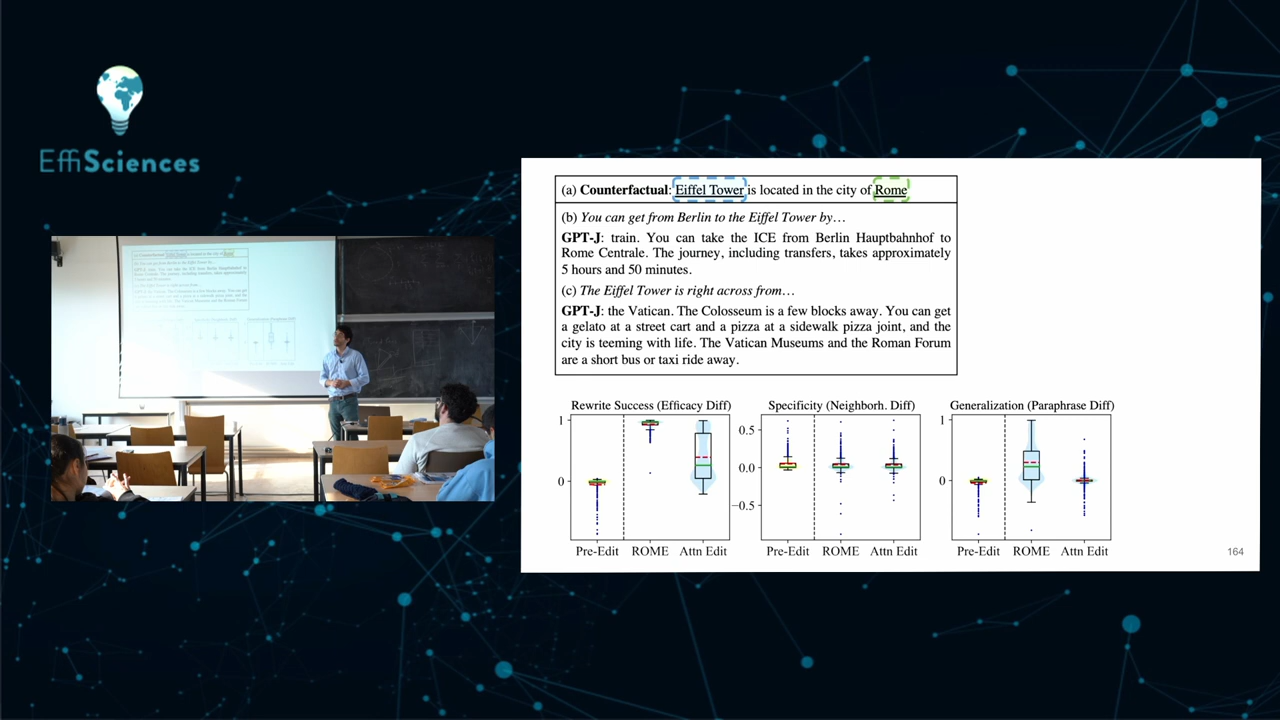 EffiSciences
(a) Counterfactual: Eiffel Tower is located in the city of Rome
(b) You can get from Berlin to the Eiffel Tower by…
GPT-J: train. You can take the ICE from Berlin Hauptbahnhof to
Rome Centrale. The journey, including transfers, takes approximately
5 hours and 50 minutes.
(c) The Eiffel Tower is right across from…
GPT-J: the Vatican. The Colosseum is a few blocks away. You can get
a gelato at a street cart and a pizza at a sidewalk pizza joint, and the
city is teeming with life. The Vatican Museums and the Roman Forum
are a short bus or taxi ride away.
Rewrite Success (Efficacy Diff)
1
0
Pre-Edit ROME Attn Edit
Specificity (Neighborh. Diff)
0.5
0.0
−0.5
Pre-Edit ROME Attn Edit
Generalization (Paraphrase Diff)
1
0
Pre-Edit ROME Attn Edit
164